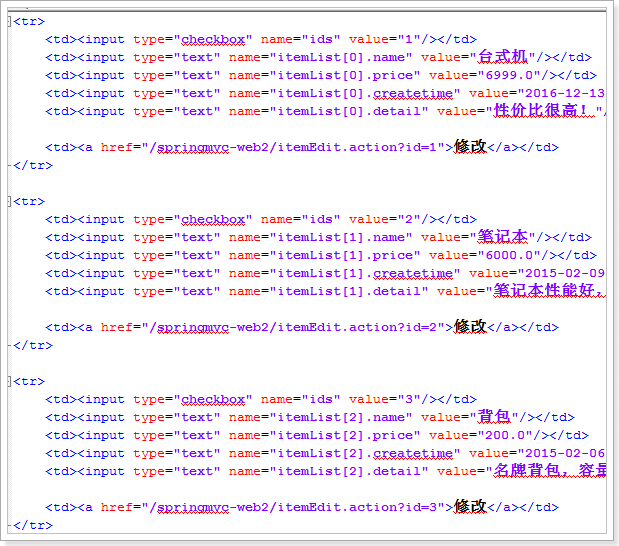 <tr>
<td><input type="checkbox" name="ids" value="1"/></td>
<td><input type="text" name="itemList[0].name" value="台式机"/></td>
<td><input type="text" name="itemList[0].price" value="6999.0"/></td>
<td><input type="text" name="itemList[0].createtime" value="2016-12-13
<td><input type="text" name="itemList[0].detail" value="性价比很高！"/
<td><a href="/springmvc-web2/itemEdit.action?id=1">修改</a></td>
</tr>
<tr>
<td><input type="checkbox" name="ids" value="2"/></td>
<td><input type="text" name="itemList[1].name" value="笔记本"/></td>
<td><input type="text" name="itemList[1].price" value="6000.0"/></td>
<td><input type="text" name="itemList[1].createtime" value="2015-02-09
<td><input type="text" name="itemList[1].detail" value="笔记本性能好，
<td><a href="/springmvc-web2/itemEdit.action?id=2">修改</a></td>
</tr>
<tr>
<td><input type="checkbox" name="ids" value="3"/></td>
<td><input type="text" name="itemList[2].name" value="背包"/></td>
<td><input type="text" name="itemList[2].price" value="200.0"/></td>
<td><input type="text" name="itemList[2].createtime" value="2015-02-06
<td><input type="text" name="itemList[2].detail" value="名牌背包，容量
<td><a href="/springmvc-web2/itemEdit.action?id=3">修改</a></td>
</tr>